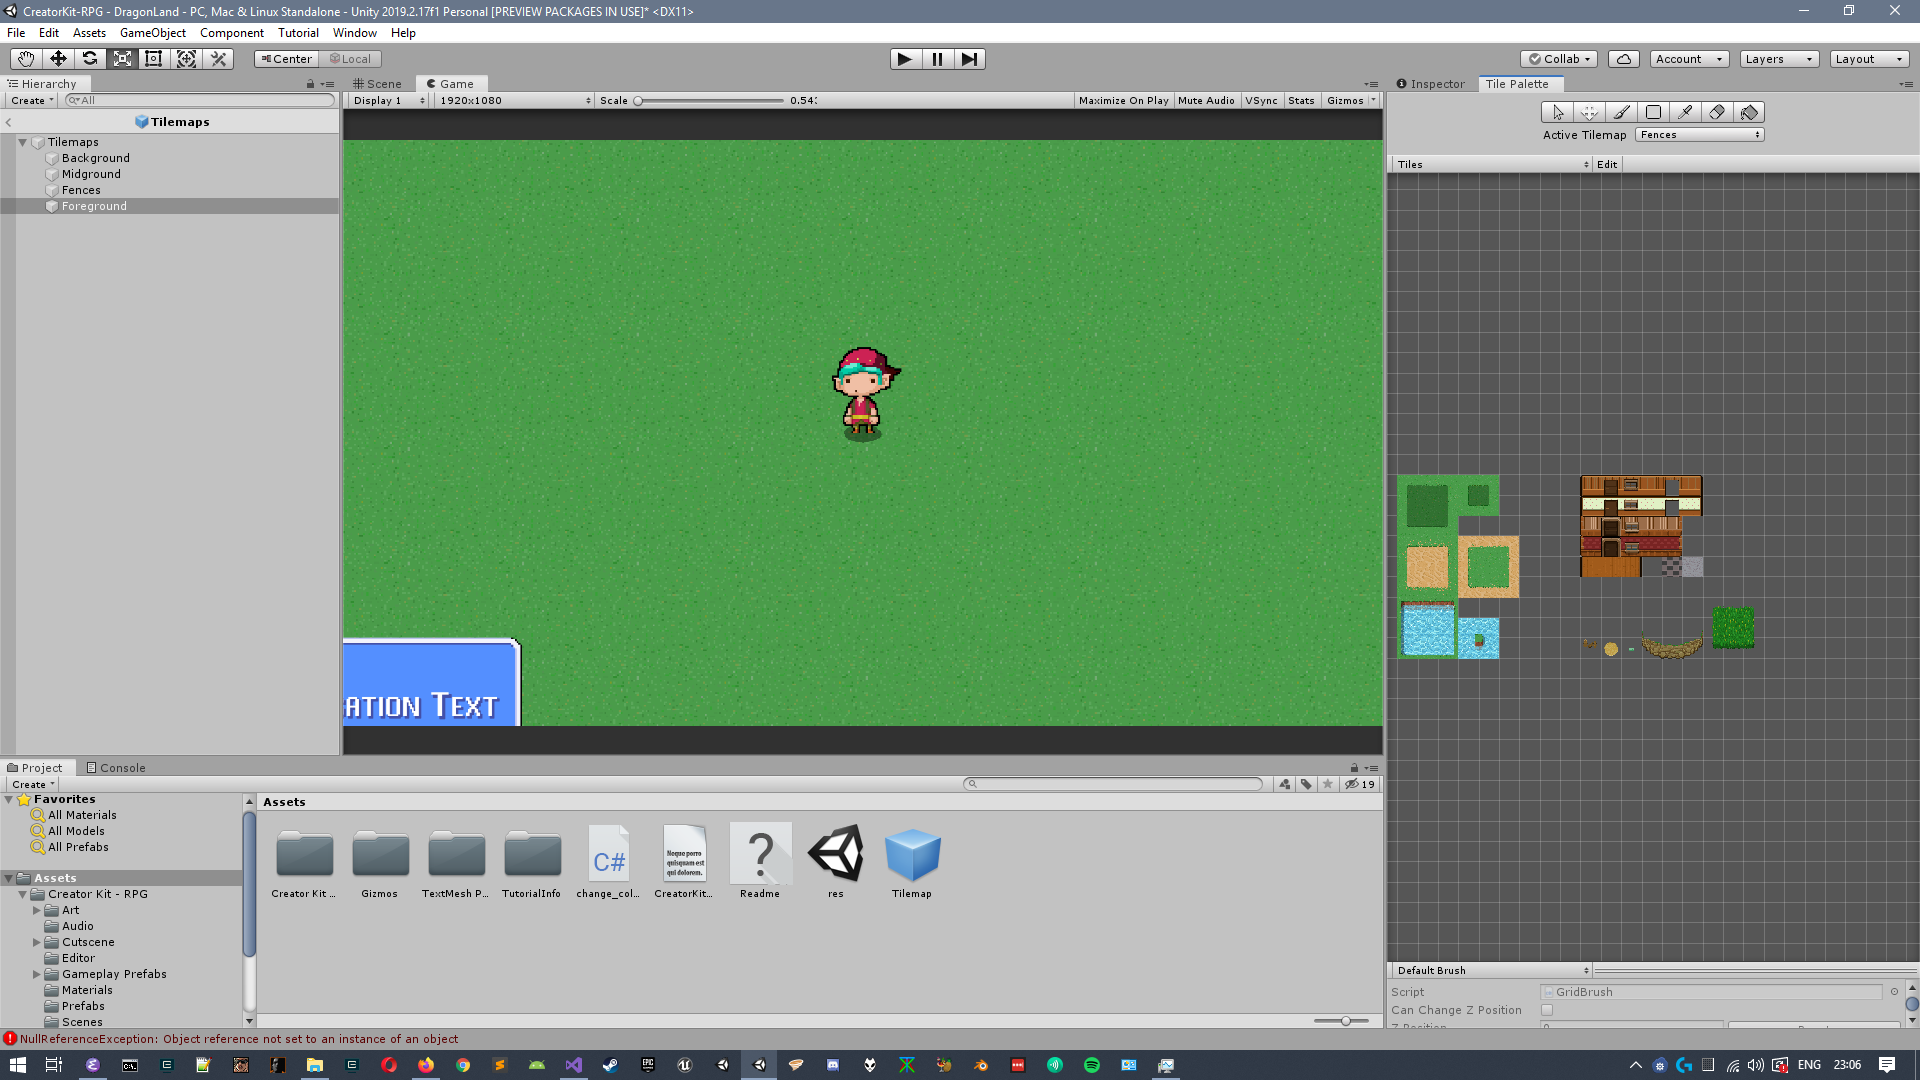 CreatorKit-RPG - DragonLand - PC, Mac & Linux Standalone - Unity 2019.2.17f1 Personal [PREVIEW PACKAGES IN USE]* <DX11>
File Edit Assets GameObject Component Tutorial Window Help
Center Local Collab Account Layers Layout
Hierarchy Scene Game Inspector Tile Palette
Create All Display 1 1920x1080 Scale Maximize On Play Mute Audio VSync Stats Gizmos
Tilemaps
Active Tilemap Fences
Tilemaps
Background
Midground
Fences
Foreground
Tiles Edit
ATION TEXT
Project Console
Create 19
Favorites
All Materials
All Models
All Prefabs
Assets
Creator Kit - RPG
Art
Audio
Cutscene
Editor
Gameplay Prefabs
Materials
Prefabs
Scenes
Assets
C#
Neque porro
quisquam est
qui dolorem.
Creator Kit ... Gizmos TextMesh P... TutorialInfo change_col... CreatorKit... Readme res Tilemap
Default Brush
Script GridBrush
Can Change Z Position
Z Position
NullReferenceException: Object reference not set to an instance of an object
ENG 23:06